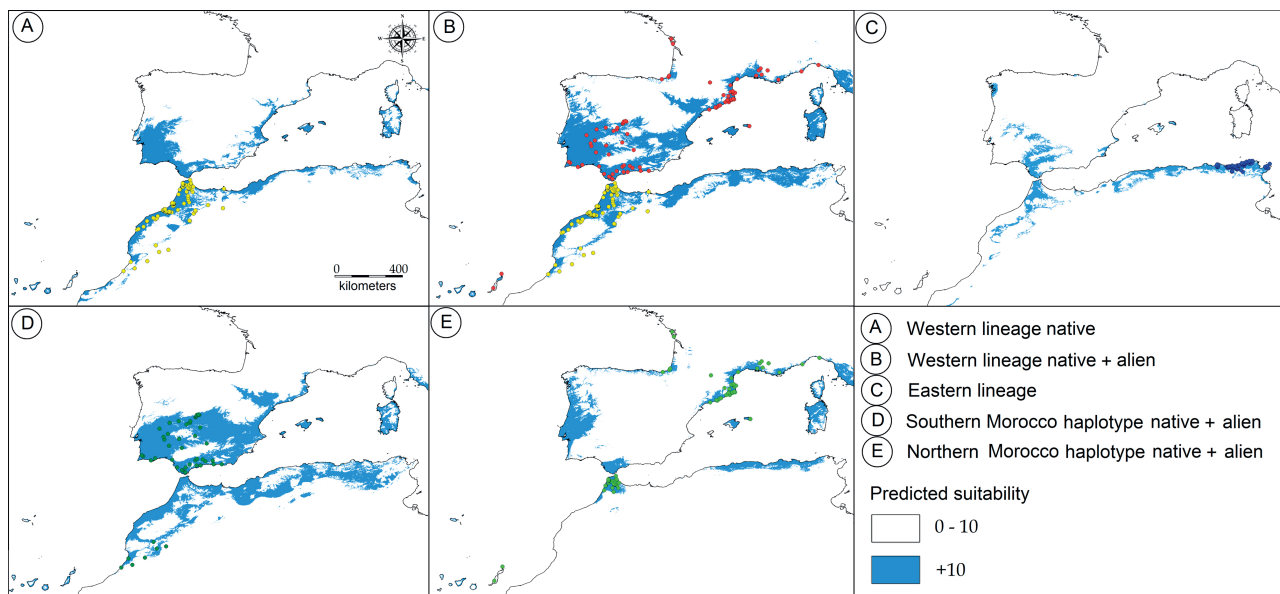 A
N
W
E
S
0
400
kilometers
B
C
D
E
A Western lineage native
B Western lineage native + alien
C Eastern lineage
D Southern Morocco haplotype native + alien
E Northern Morocco haplotype native + alien
Predicted suitability
0 - 10
+10